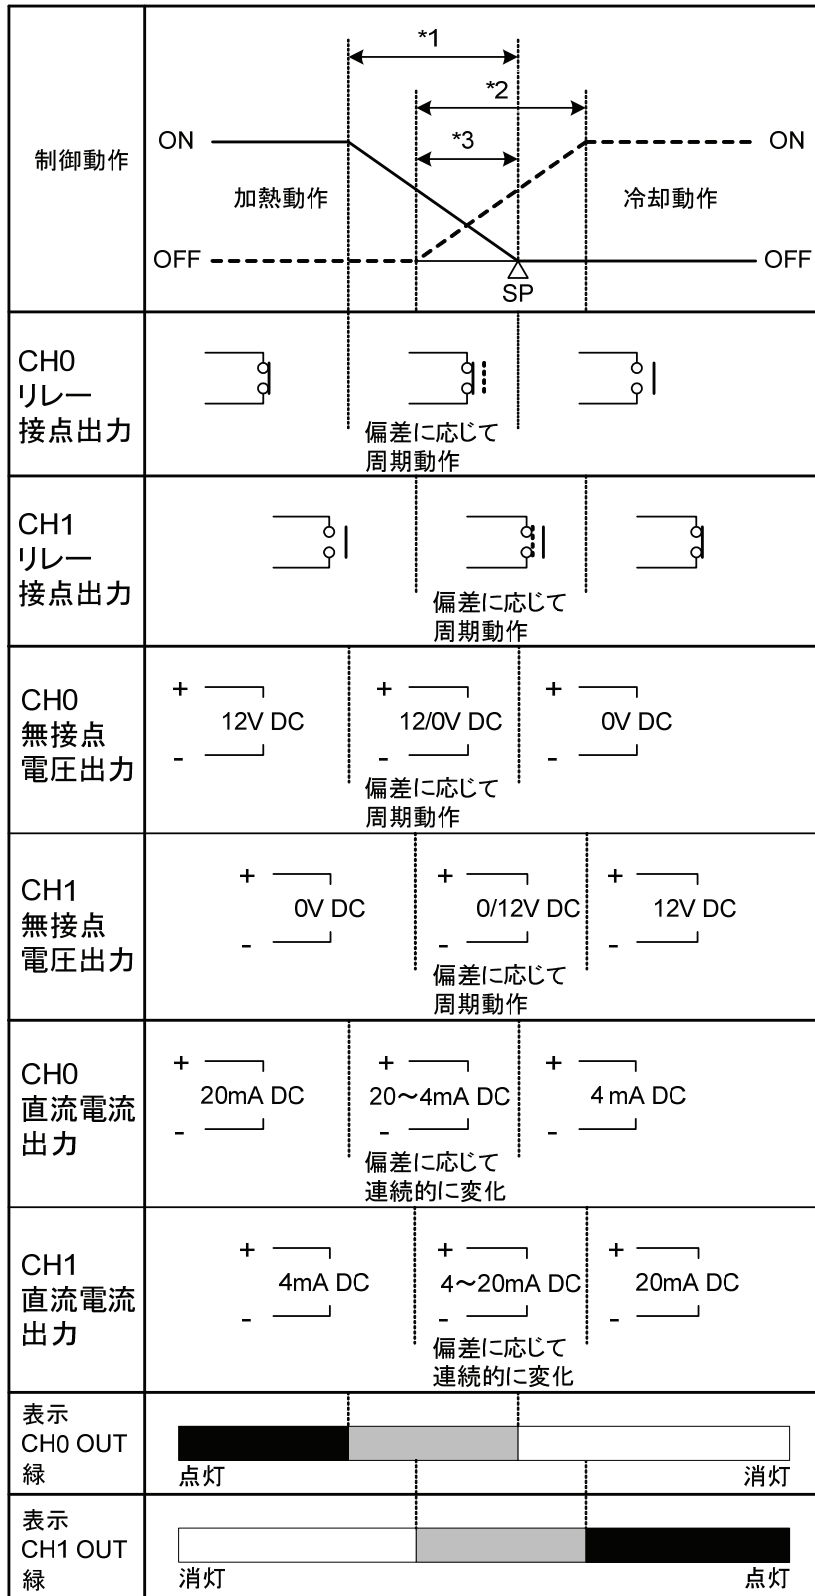 *1
*2
*3
制御動作
ON
ON
加熱動作
冷却動作
OFF
OFF
SP
CH0
リレー
接点出力
偏差に応じて
周期動作
CH1
リレー
接点出力
偏差に応じて
周期動作
CH0
無接点
電圧出力
+
12V DC
-
+
12/0V DC
-
+
0V DC
-
偏差に応じて
周期動作
CH1
無接点
電圧出力
+
0V DC
-
+
0/12V DC
-
+
12V DC
-
偏差に応じて
周期動作
CH0
直流電流
出力
+
20mA DC
-
+
20～4mA DC
-
+
4 mA DC
-
偏差に応じて
連続的に変化
CH1
直流電流
出力
+
4mA DC
-
+
4～20mA DC
-
+
20mA DC
-
偏差に応じて
連続的に変化
表示
CH0 OUT
緑
点灯
消灯
表示
CH1 OUT
緑
消灯
点灯